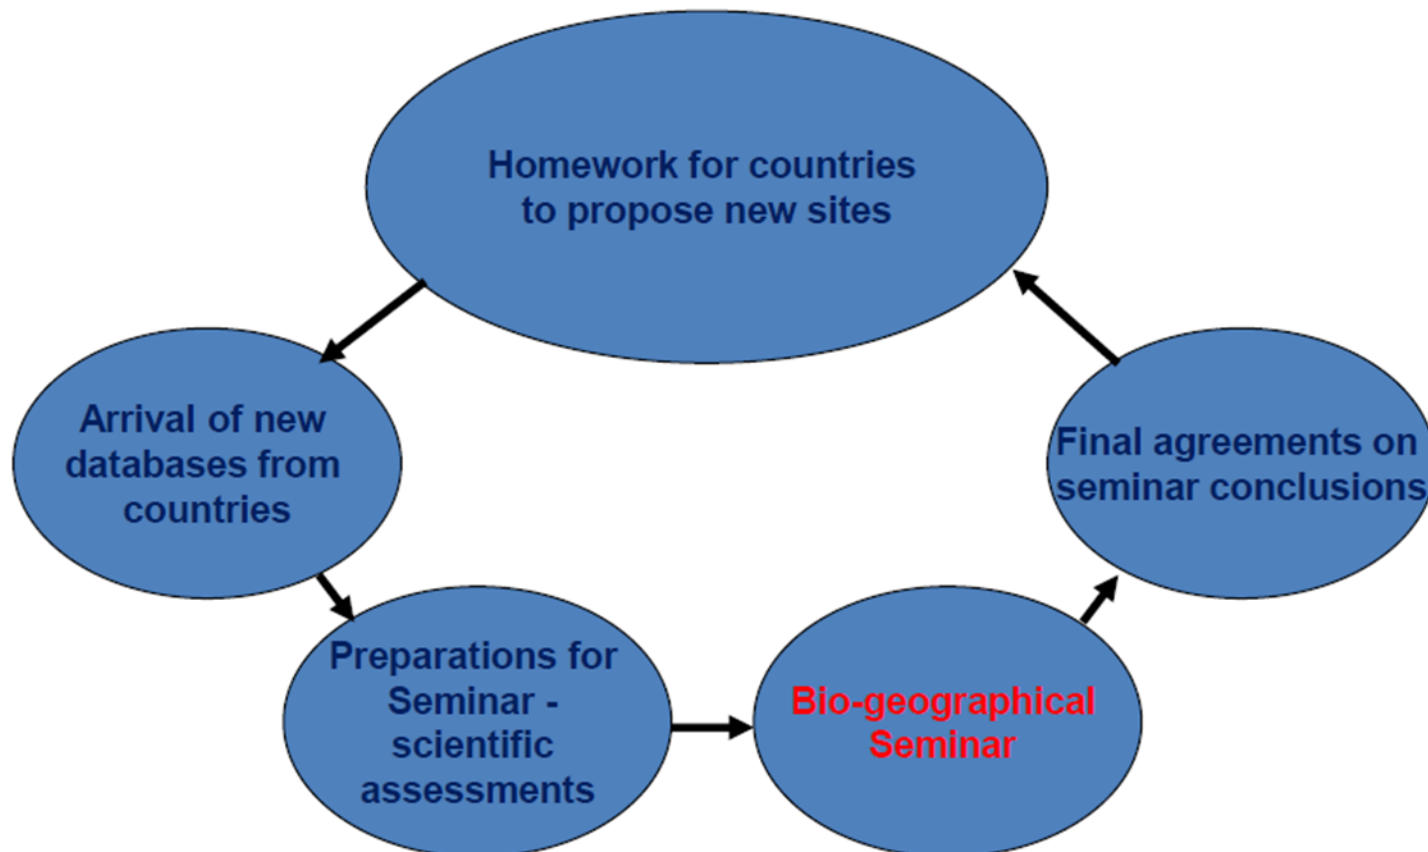 Homework for countries
to propose new sites
Arrival of new
databases from
countries
Preparations for
Seminar -
scientific
assessments
Bio-geographical
Seminar
Final agreements on
seminar conclusions